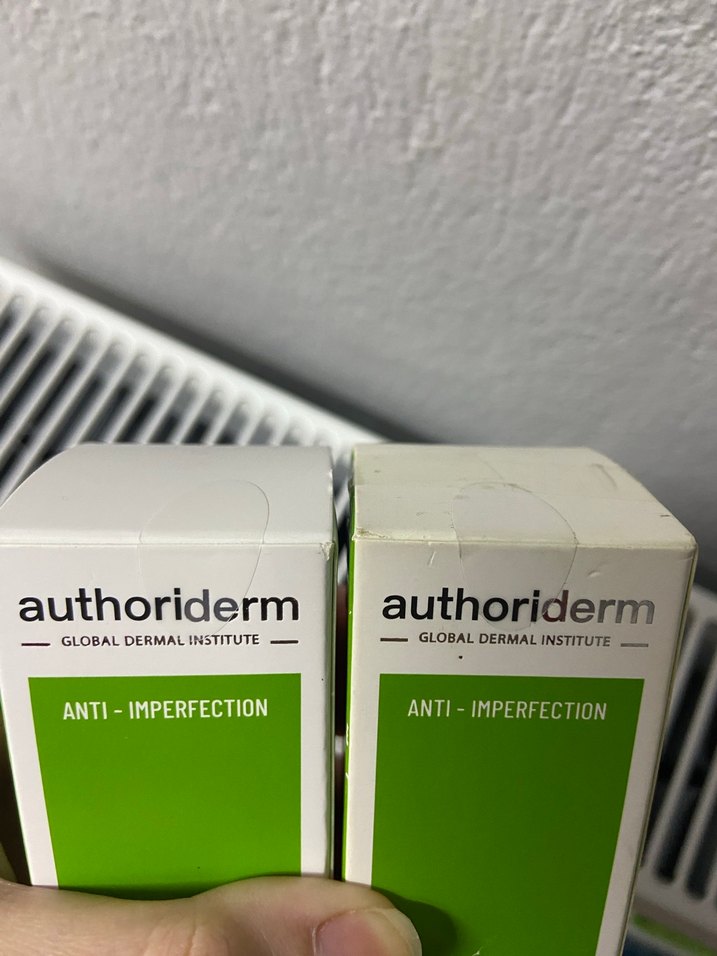 authoriderm
GLOBAL DERMAL INSTITUTE
ANTI - IMPERFECTION
authoriderm
GLOBAL DERMAL INSTITUTE
ANTI - IMPERFECTION